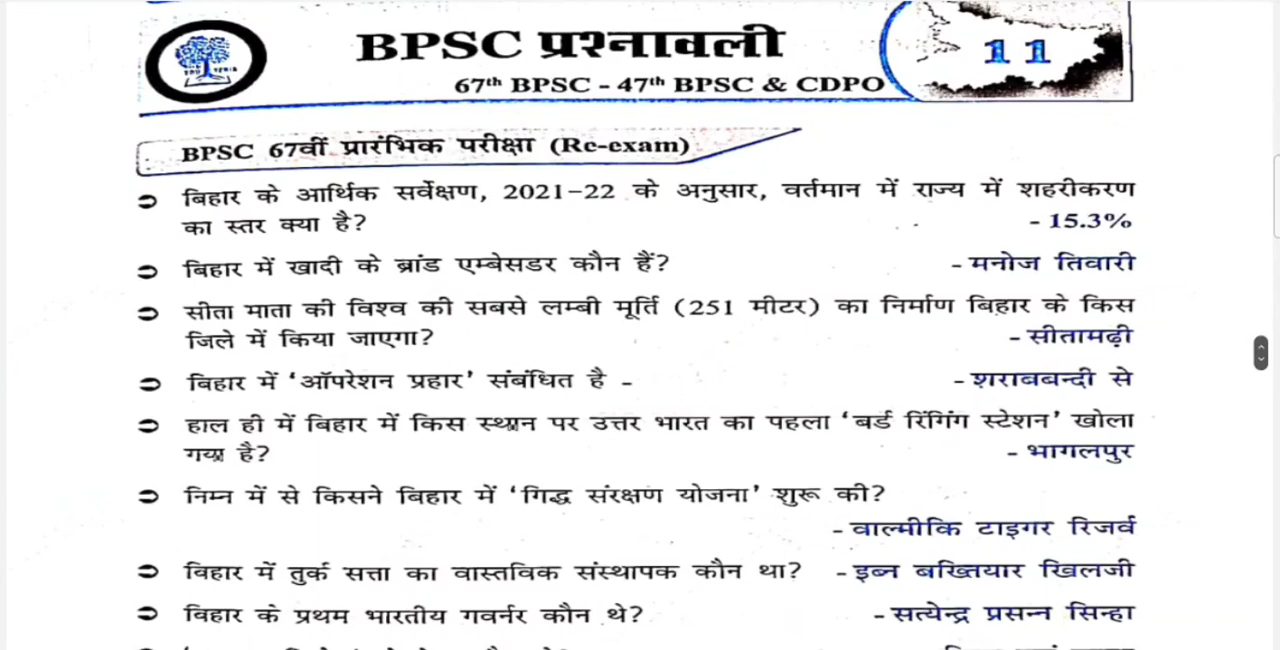 BPSC प्रश्नावली
67th BPSC - 47th BPSC & CDPO
11
BPSC 67वीं प्रारंभिक परीक्षा (Re-exam)
बिहार के आर्थिक सर्वेक्षण, 2021-22 के अनुसार, वर्तमान में राज्य में शहरीकरण
का स्तर क्या है? - 15.3%
बिहार में खादी के ब्रांड एम्बेसडर कौन हैं? - मनोज तिवारी
सीता माता की विश्व की सबसे लम्बी मूर्ति (251 मीटर) का निर्माण बिहार के किस
जिले में किया जाएगा? - सीतामढ़ी
बिहार में 'ऑपरेशन प्रहार' संबंधित है - - शराबबन्दी से
हाल ही में बिहार में किस स्थान पर उत्तर भारत का पहला 'बर्ड रिंगिंग स्टेशन' खोला
गया है? - भागलपुर
निम्न में से किसने बिहार में 'गिद्ध संरक्षण योजना' शुरू की?
- वाल्मीकि टाइगर रिजर्व
बिहार में तुर्क सत्ता का वास्तविक संस्थापक कौन था? - इब्न बख्तियार खिलजी
बिहार के प्रथम भारतीय गवर्नर कौन थे? - सत्येन्द्र प्रसन्न सिन्हा